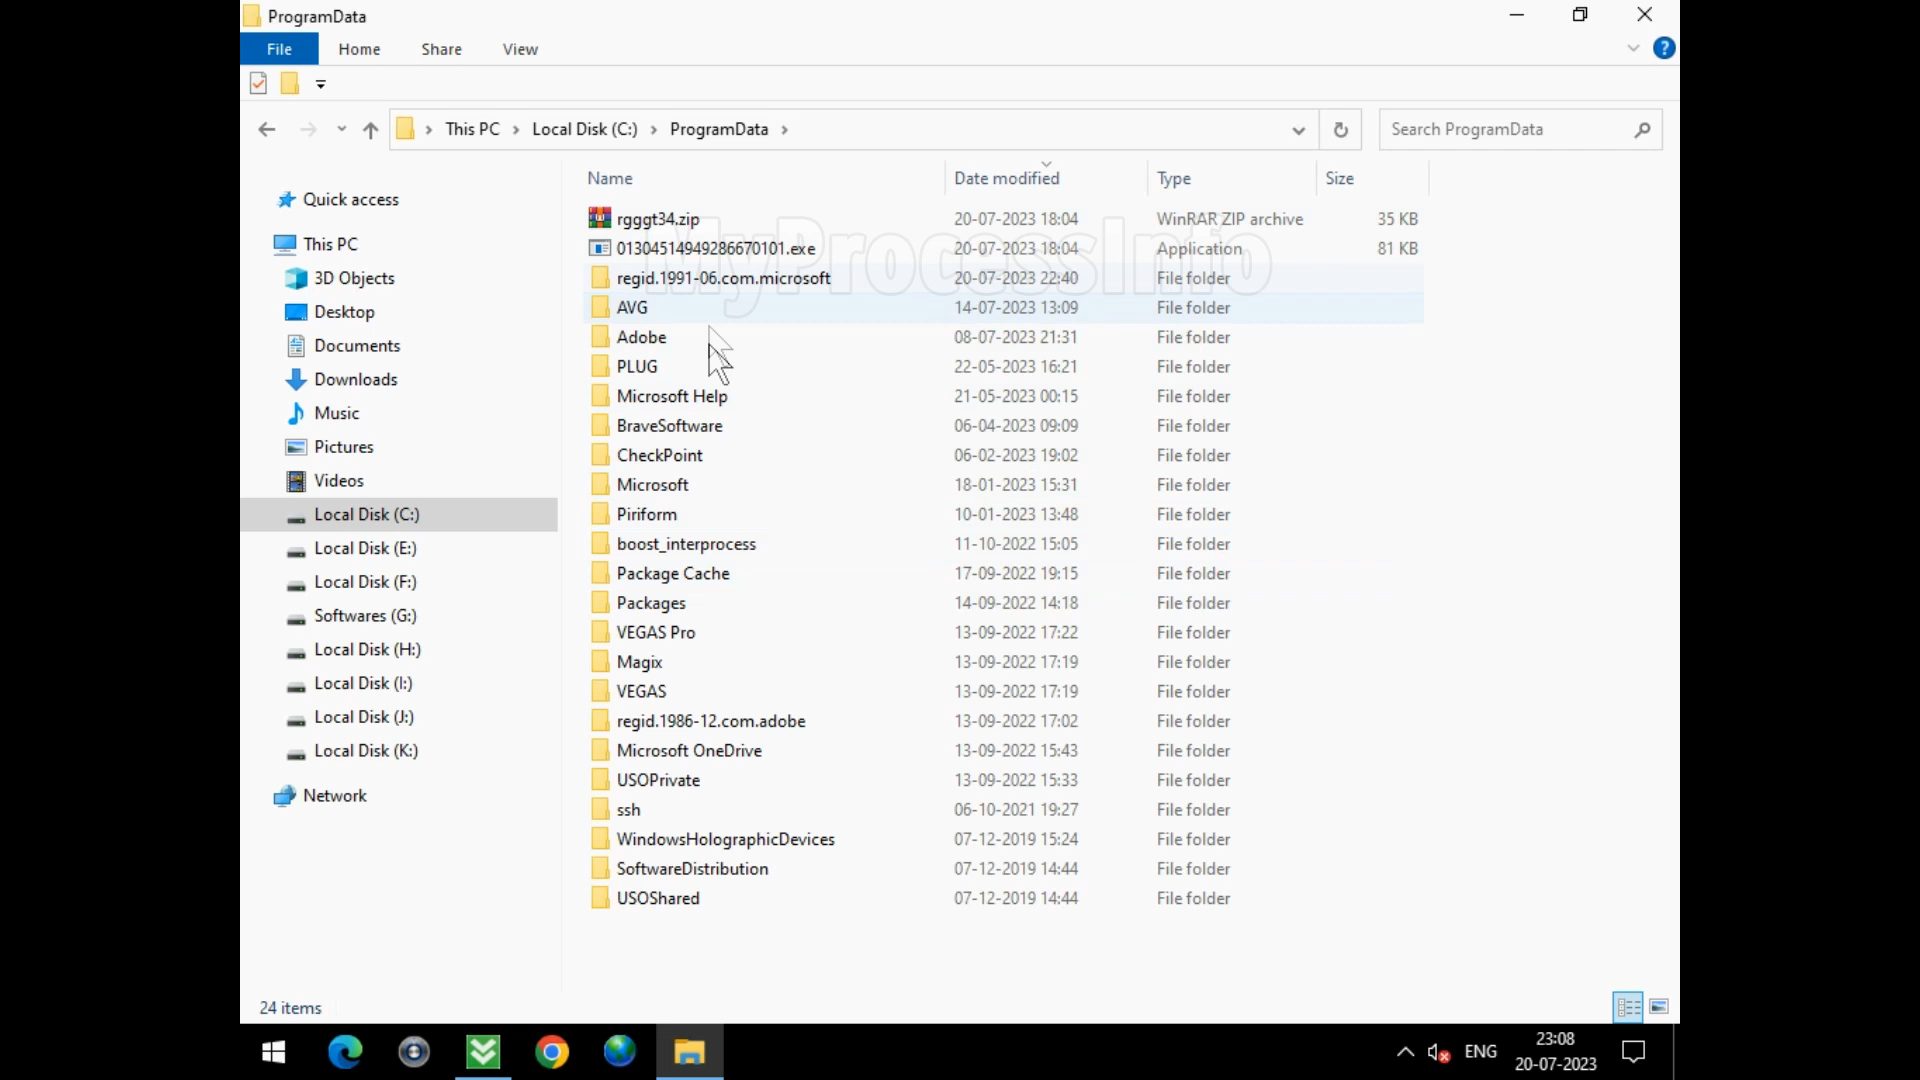 ProgramData
File Home Share View
This PC Local Disk (C:) ProgramData
Search ProgramData
Name Date modified Type Size
Quick access
This PC
3D Objects
Desktop
Documents
Downloads
Music
Pictures
Videos
Local Disk (C:)
Local Disk (E:)
Local Disk (F:)
Softwares (G:)
Local Disk (H:)
Local Disk (I:)
Local Disk (J:)
Local Disk (K:)
Network
rgggt34.zip 20-07-2023 18:04 WinRAR ZIP archive 35 KB
01304514949286670101.exe 20-07-2023 18:04 Application 81 KB
MyProcessInfo
regid.1991-06.com.microsoft 20-07-2023 22:40 File folder
AVG 14-07-2023 13:09 File folder
Adobe 08-07-2023 21:31 File folder
PLUG 22-05-2023 16:21 File folder
Microsoft Help 21-05-2023 00:15 File folder
BraveSoftware 06-04-2023 09:09 File folder
CheckPoint 06-02-2023 19:02 File folder
Microsoft 18-01-2023 15:31 File folder
Piriform 10-01-2023 13:48 File folder
boost_interprocess 11-10-2022 15:05 File folder
Package Cache 17-09-2022 19:15 File folder
Packages 14-09-2022 14:18 File folder
VEGAS Pro 13-09-2022 17:22 File folder
Magix 13-09-2022 17:19 File folder
VEGAS 13-09-2022 17:19 File folder
regid.1986-12.com.adobe 13-09-2022 17:02 File folder
Microsoft OneDrive 13-09-2022 15:43 File folder
USOPrivate 13-09-2022 15:33 File folder
ssh 06-10-2021 19:27 File folder
WindowsHolographicDevices 07-12-2019 15:24 File folder
SoftwareDistribution 07-12-2019 14:44 File folder
USOShared 07-12-2019 14:44 File folder
24 items
ENG
23:08
20-07-2023